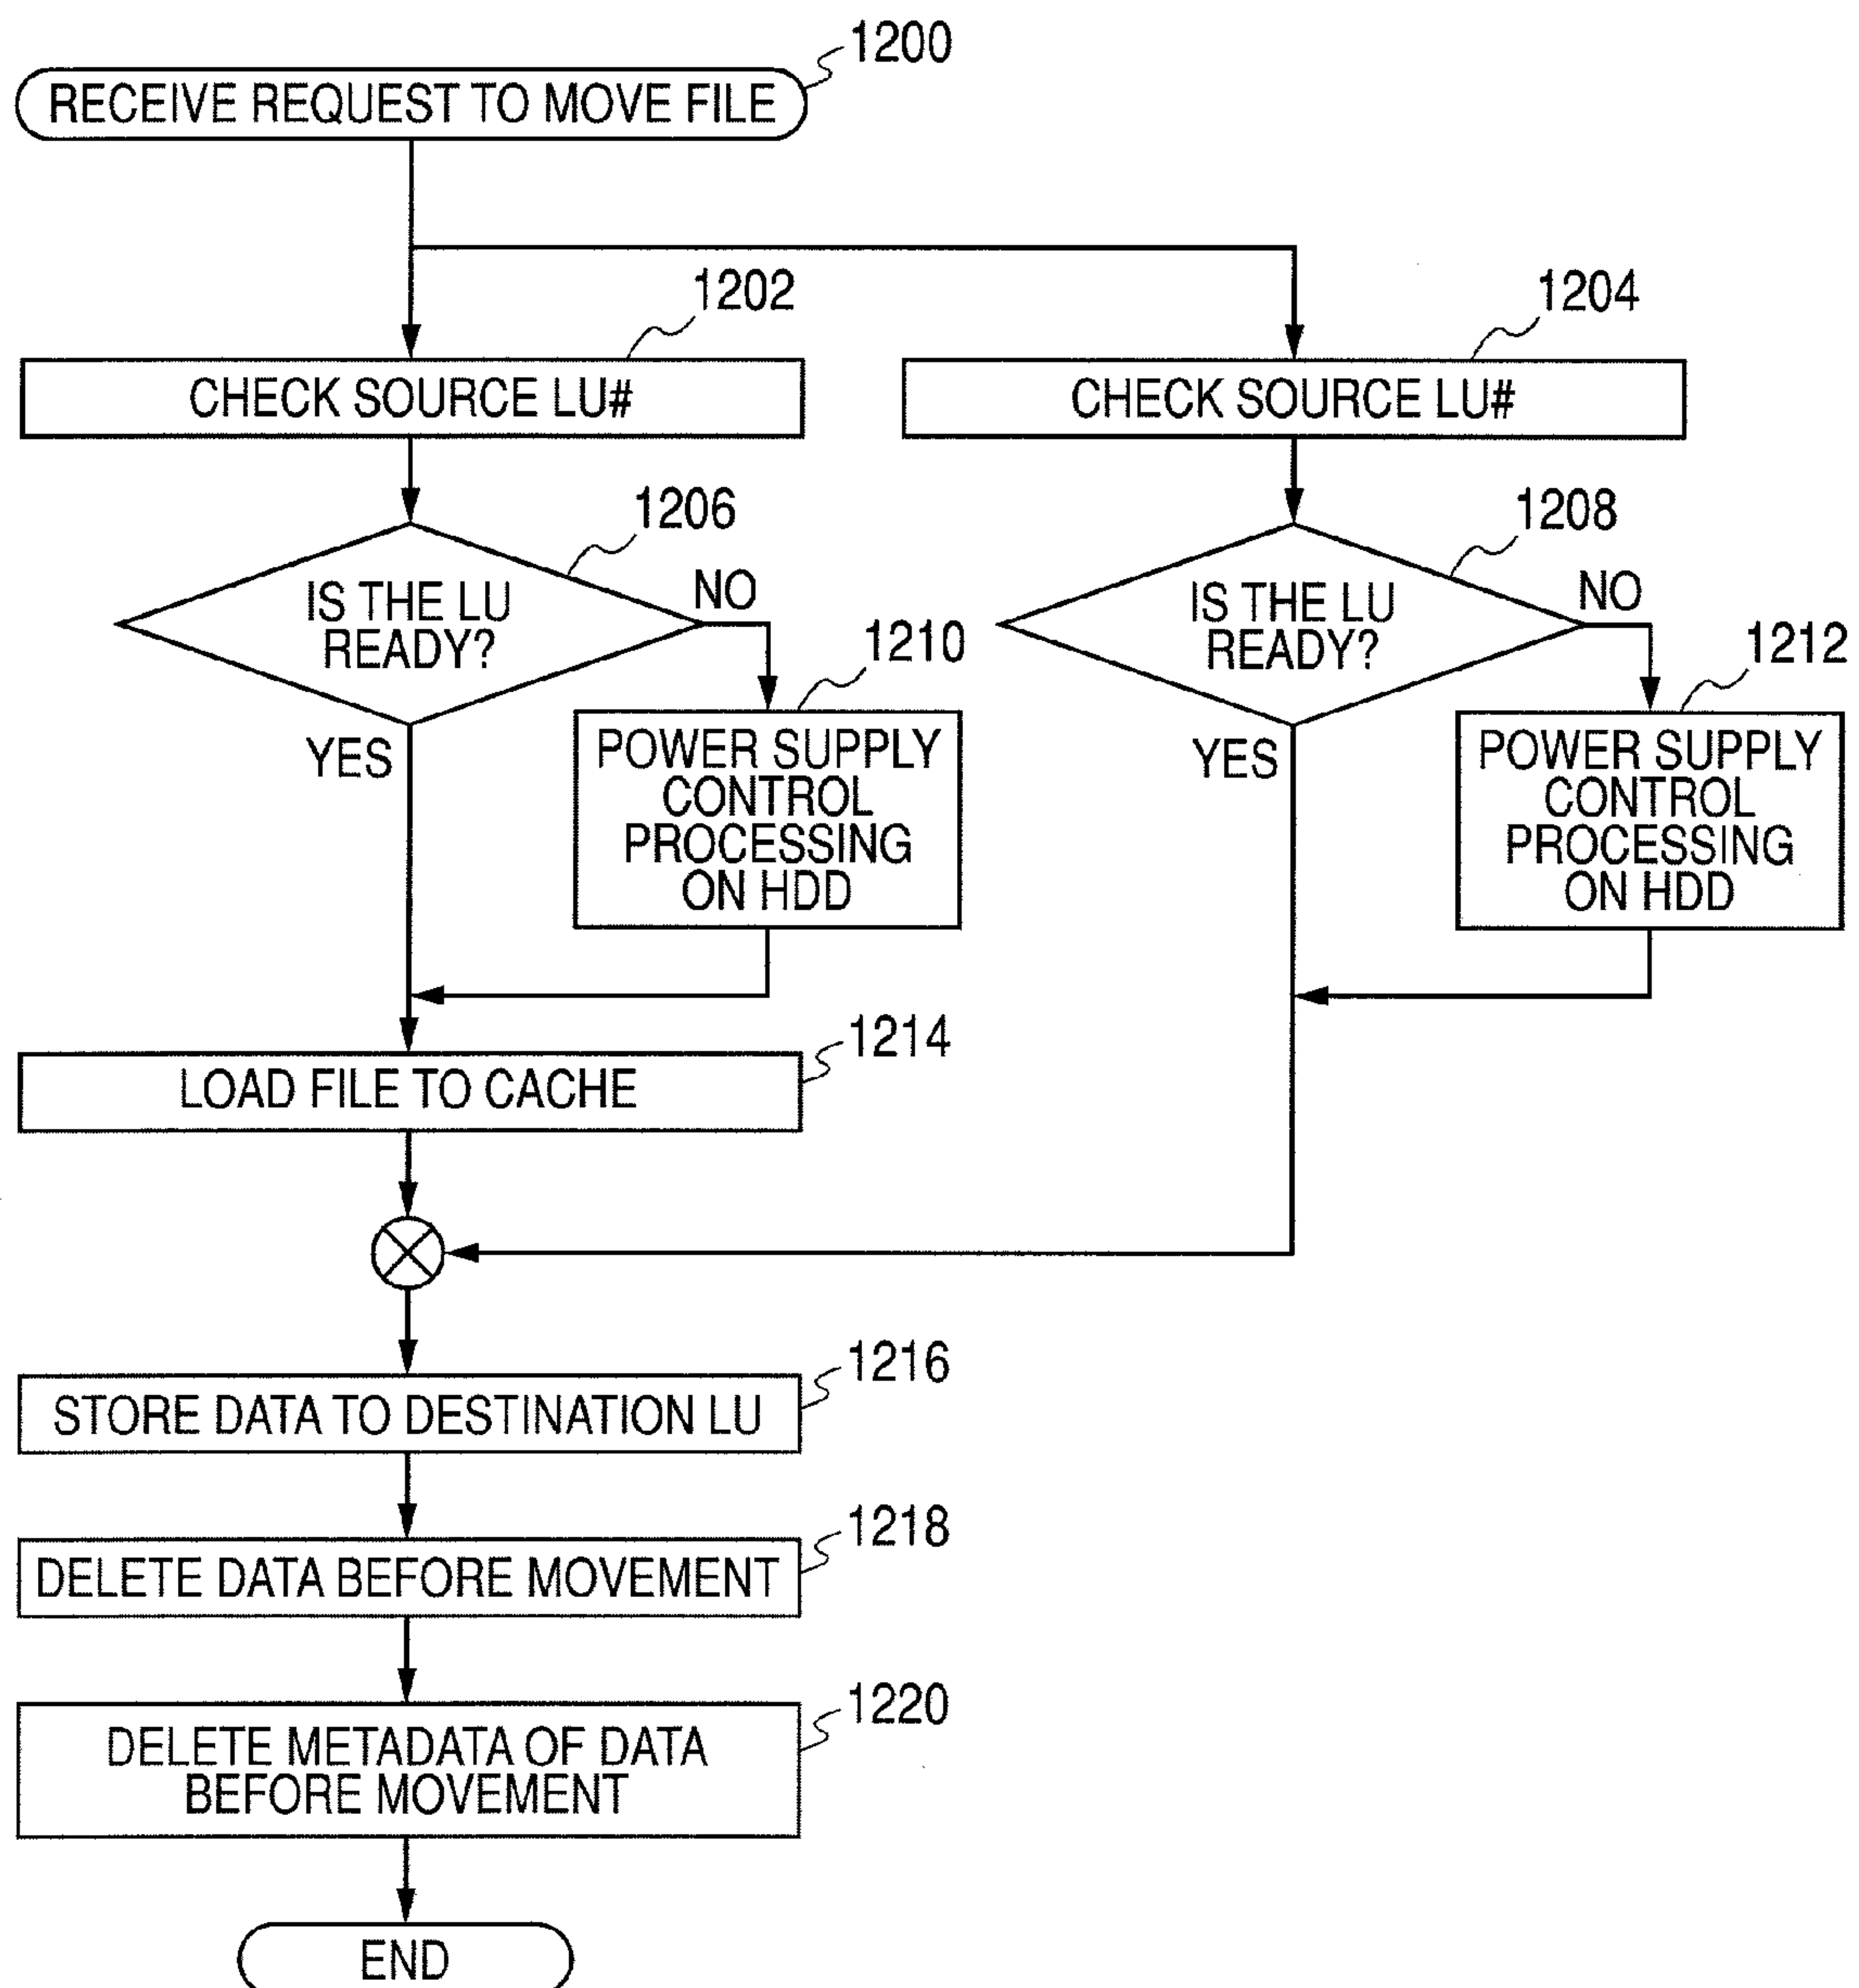 1200
RECEIVE REQUEST TO MOVE FILE
1202
1204
CHECK SOURCE LU#
CHECK SOURCE LU#
1206
1208
IS THE LU
READY?
NO
IS THE LU
READY?
NO
1210
1212
YES
POWER SUPPLY
CONTROL
PROCESSING
ON HDD
YES
POWER SUPPLY
CONTROL
PROCESSING
ON HDD
1214
LOAD FILE TO CACHE
1216
STORE DATA TO DESTINATION LU
1218
DELETE DATA BEFORE MOVEMENT
1220
DELETE METADATA OF DATA
BEFORE MOVEMENT
END